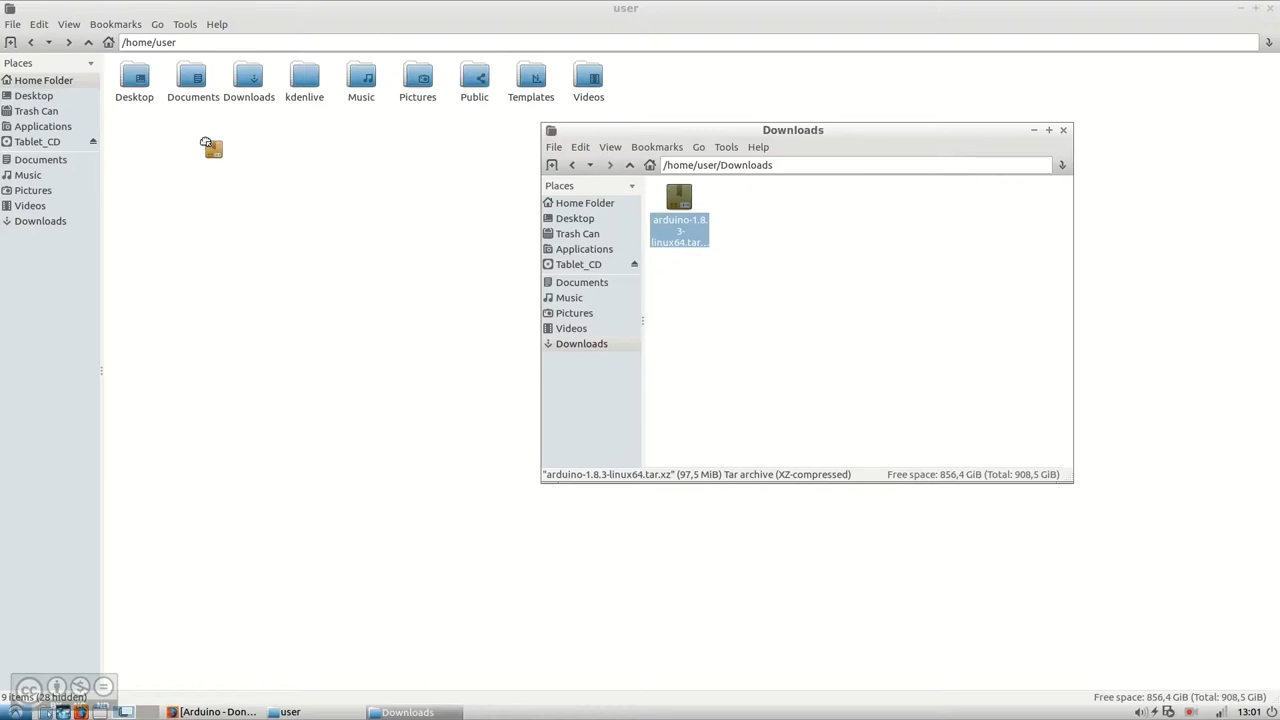 user
File Edit View Bookmarks Go Tools Help
/home/user
Places
Home Folder
Desktop
Trash Can
Applications
Tablet_CD
Documents
Music
Pictures
Videos
Downloads
Desktop Documents Downloads kdenlive Music Pictures Public Templates Videos
Downloads
File Edit View Bookmarks Go Tools Help
/home/user/Downloads
Places
Home Folder
Desktop
Trash Can
Applications
Tablet_CD
Documents
Music
Pictures
Videos
Downloads
arduino-1.8.
3-
linux64.tar...
"arduino-1.8.3-linux64.tar.xz" (97,5 MiB) Tar archive (XZ-compressed) Free space: 856,4 GiB (Total: 908,5 GiB)
9 items (28 hidden) Free space: 856,4 GiB (Total: 908,5 GiB)
[Arduino - Don... user Downloads 13:01